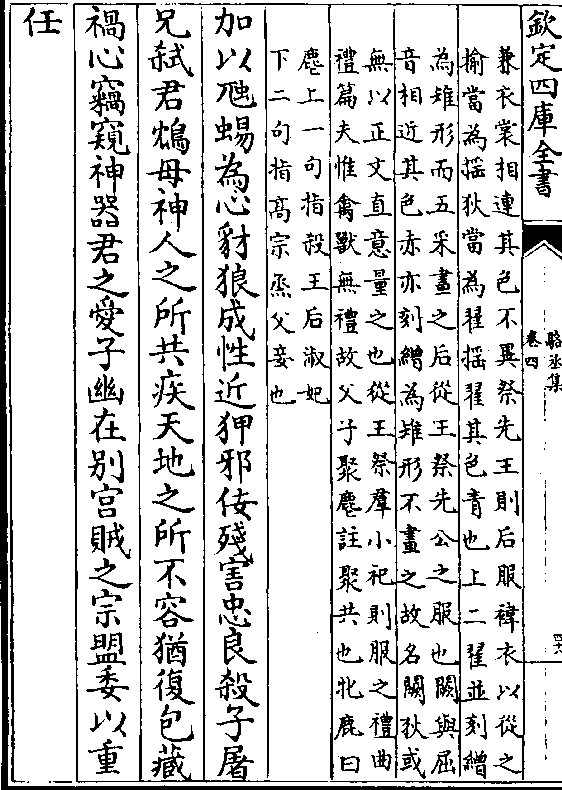 欽定四庫全書
駱丞集
卷四
兼衣裳相連其色不異祭先王則后服褘衣以從之
揄當為揺狄當為翟揺翟其色青也上二翟並刻繒
為雉形而五采畫之后從王祭先公之服也闕與屈
音相近其色赤亦刻繒為雉形不畫之故名闕狄或
無以正文直意量之也從王祭羣小祀則服之禮曲
禮篇夫惟禽獸無禮故父子聚麀註聚共也牝鹿曰
麀上一句指殺王后淑妃
下二句指髙宗烝父妾也
加以虺蜴為心豺狼成性近狎邪佞殘害忠良殺子屠
兄弑君鴆母神人之所共疾天地之所不容猶復包藏
禍心竊窺神器君之愛子幽在别宫賊之宗盟委以重
任